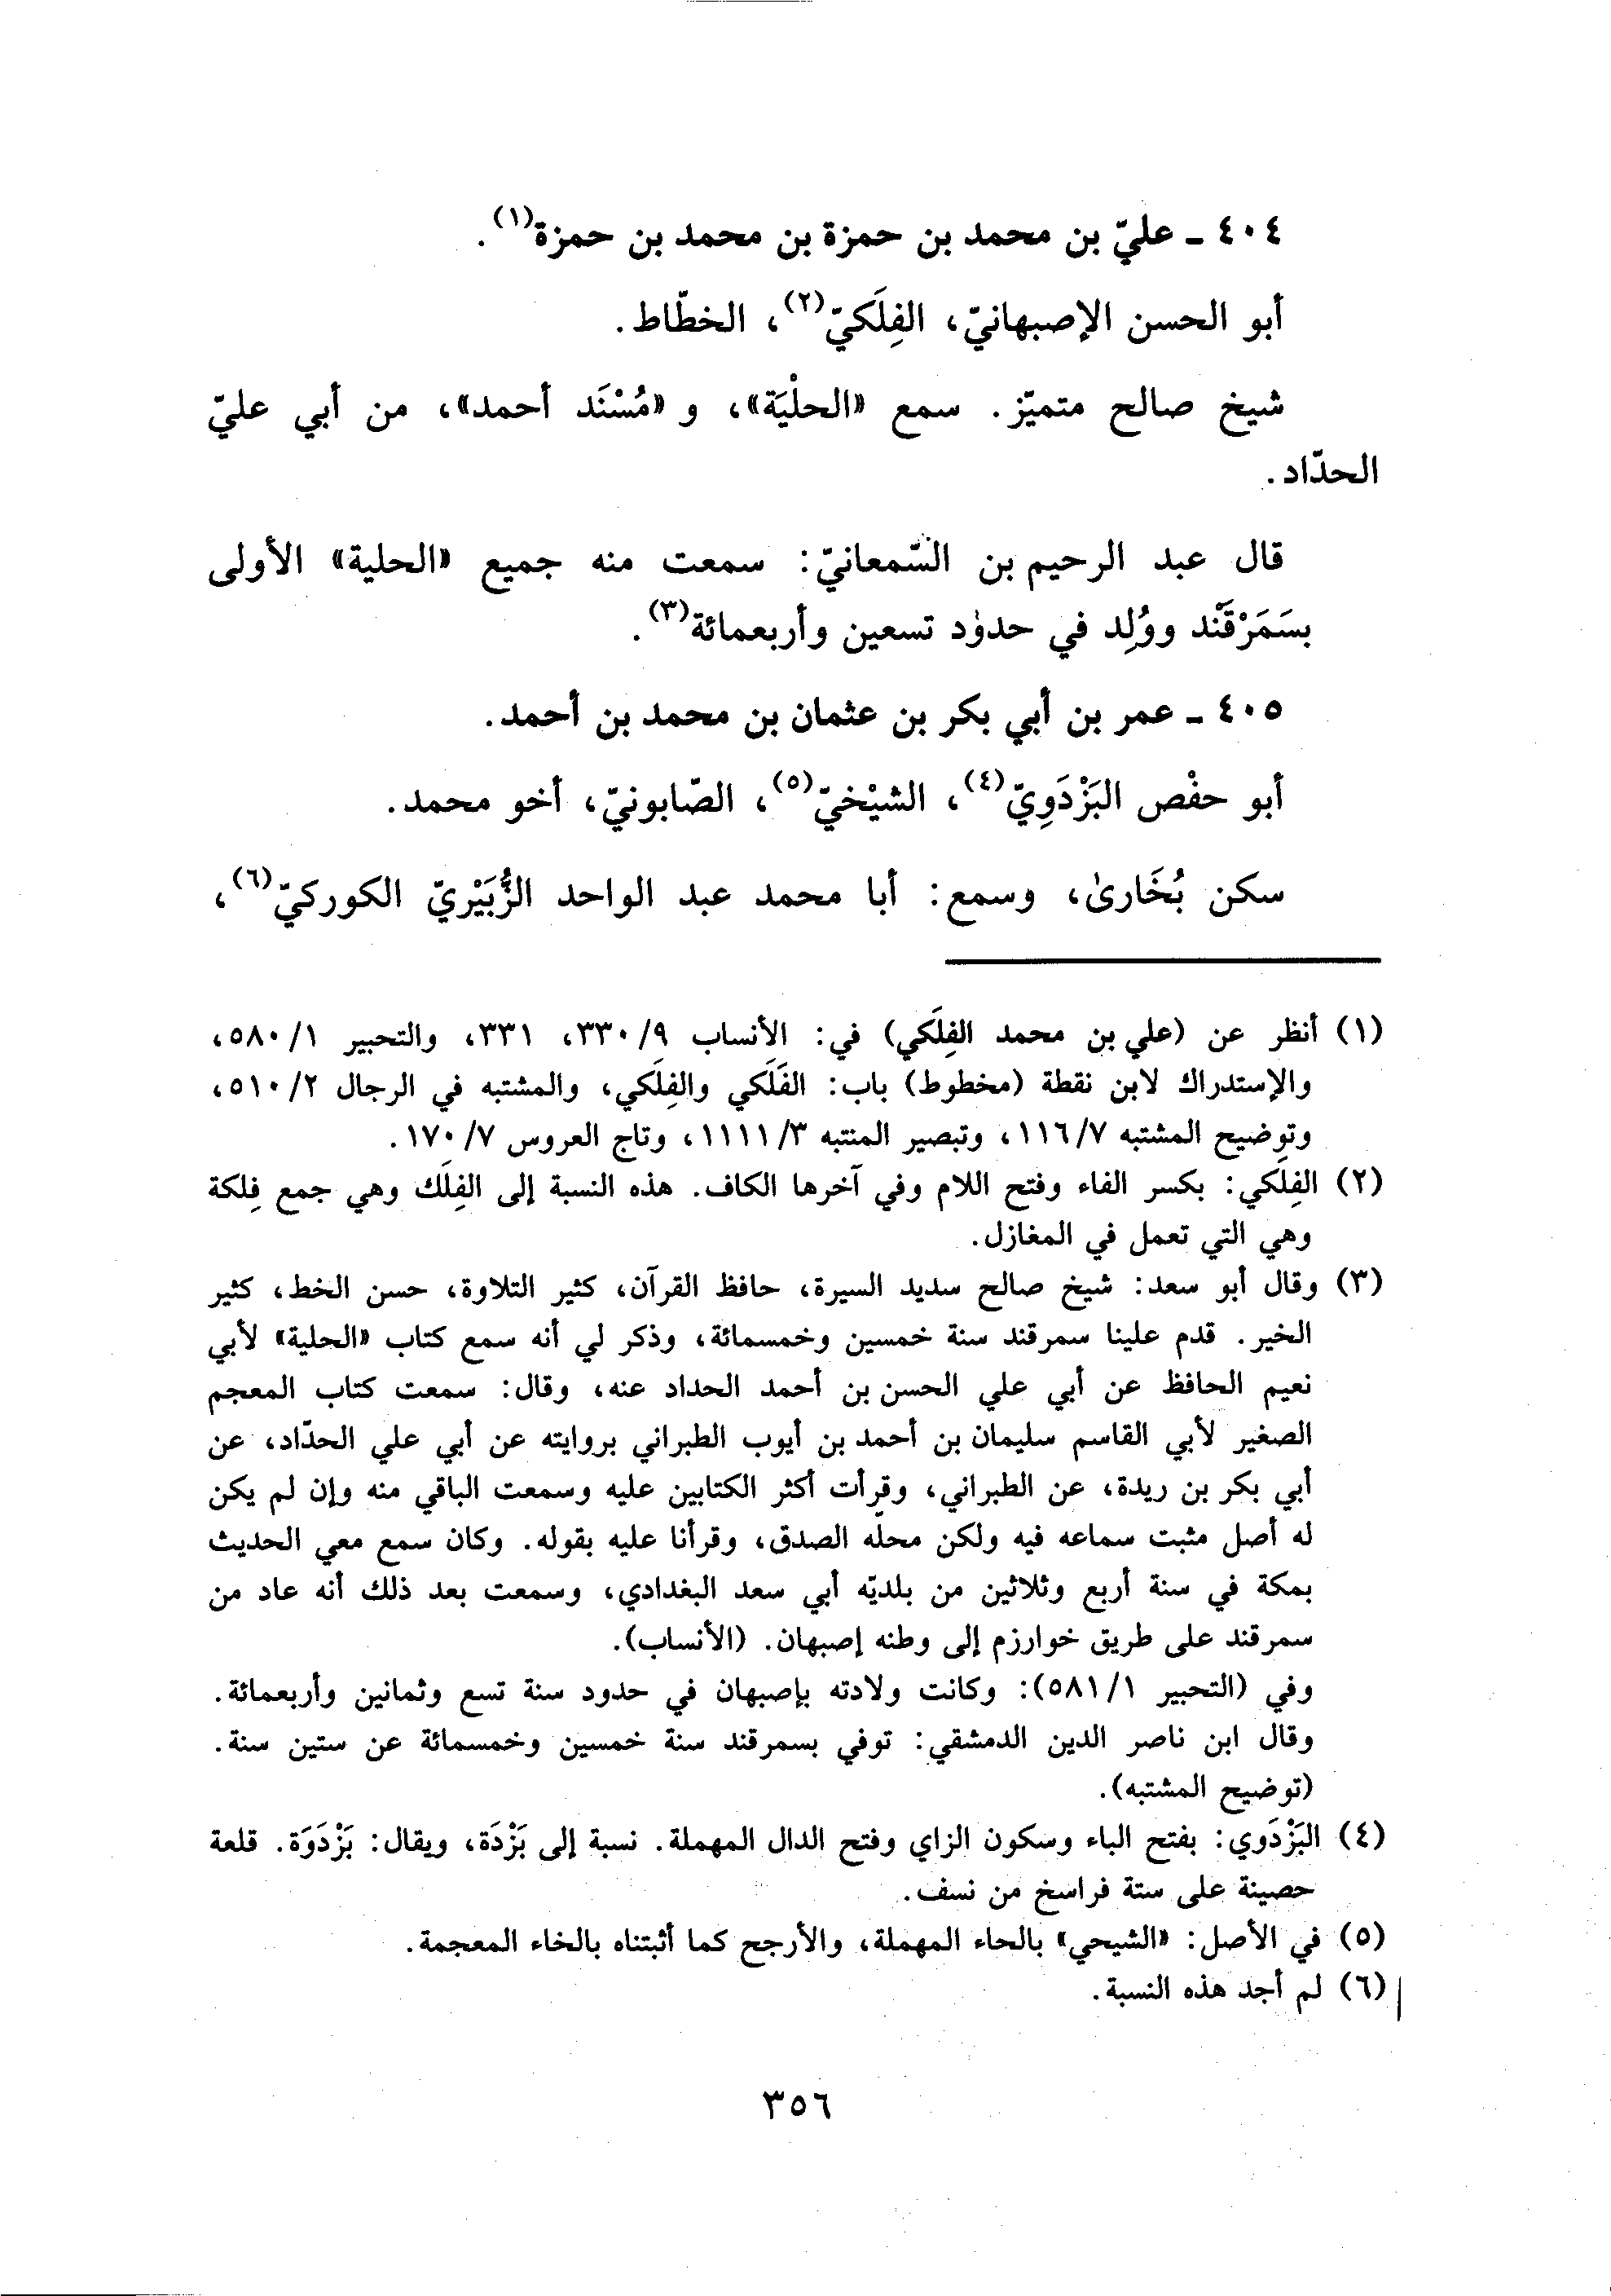 ٤٠٤ ـ عليّ بن محمد بن حمزة بن محمد بن حمزة(١).
أبو الحسن الإصبهانيّ، الفِلَكيّ(٢)، الخطّاط.
شيخ صالح متميّز. سمع «الحلْيَة»، و «مُسْنَد أحمد»، من أبي عليّ
الحدّاد.
قال عبد الرحيم بن السّمعانيّ: سمعت منه جميع «الحلية» الأولى
بسَمَرْقَنْد ووُلِد في حدود تسعين وأربعمائة(٣).
٤٠٥ ـ عمر بن أبي بكر بن عثمان بن محمد بن أحمد.
أبو حفْص البَزْدَوِيّ(٤)، الشيْخيّ(٥)، الصّابونيّ، أخو محمد.
سكن بُخَارىٰ، وسمع: أبا محمد عبد الواحد الزُّبَيْريّ الكوركيّ(٦)،
(١) أنظر عن (علي بن محمد الفِلَكي) في: الأنساب ٣٣٠/٩، ٣٣١، والتحبير ٥٨٠/١،
والإستدراك لابن نقطة (مخطوط) باب: الفَلَكي والفِلَكي، والمشتبه في الرجال ٥١٠/٢،
وتوضيح المشتبه ١١٦/٧، وتبصير المنتبه ١١١١/٣، وتاج العروس ١٧٠/٧.
(٢) الفِلَكي: بكسر الفاء وفتح اللام وفي آخرها الكاف. هذه النسبة إلى الفِلَك وهي جمع فِلكة
وهي التي تعمل في المغازل.
(٣) وقال أبو سعد: شيخ صالح سديد السيرة، حافظ القرآن، كثير التلاوة، حسن الخط، كثير
الخير. قدم علينا سمرقند سنة خمسين وخمسمائة، وذكر لي أنه سمع كتاب «الحلية» لأبي
نعيم الحافظ عن أبي علي الحسن بن أحمد الحداد عنه، وقال: سمعت كتاب المعجم
الصغير لأبي القاسم سليمان بن أحمد بن أيوب الطبراني بروايته عن أبي علي الحدّاد، عن
أبي بكر بن ريدة، عن الطبراني، وقرأت أكثر الكتابين عليه وسمعت الباقي منه وإن لم يكن
له أصل مثبت سماعه فيه ولكن محلّه الصدق، وقرأنا عليه بقوله. وكان سمع معي الحديث
بمكة في سنة أربع وثلاثين من بلديّه أبي سعد البغدادي، وسمعت بعد ذلك أنه عاد من
سمرقند على طريق خوارزم إلى وطنه إصبهان. (الأنساب).
وفي (التحبير ٥٨١/١): وكانت ولادته بإصبهان في حدود سنة تسع وثمانين وأربعمائة.
وقال ابن ناصر الدين الدمشقي: توفي بسمرقند سنة خمسين وخمسمائة عن ستين سنة.
(توضيح المشتبه).
(٤) البَزْدَوي: بفتح الباء وسكون الزاي وفتح الدال المهملة. نسبة إلى بَزْدَة، ويقال: بَزْدَوَة. قلعة
حصينة على ستة فراسخ من نسف.
(٥) في الأصل: «الشيحي» بالحاء المهملة، والأرجح كما أثبتناه بالخاء المعجمة.
(٦) لم أجد هذه النسبة.
٣٥٦